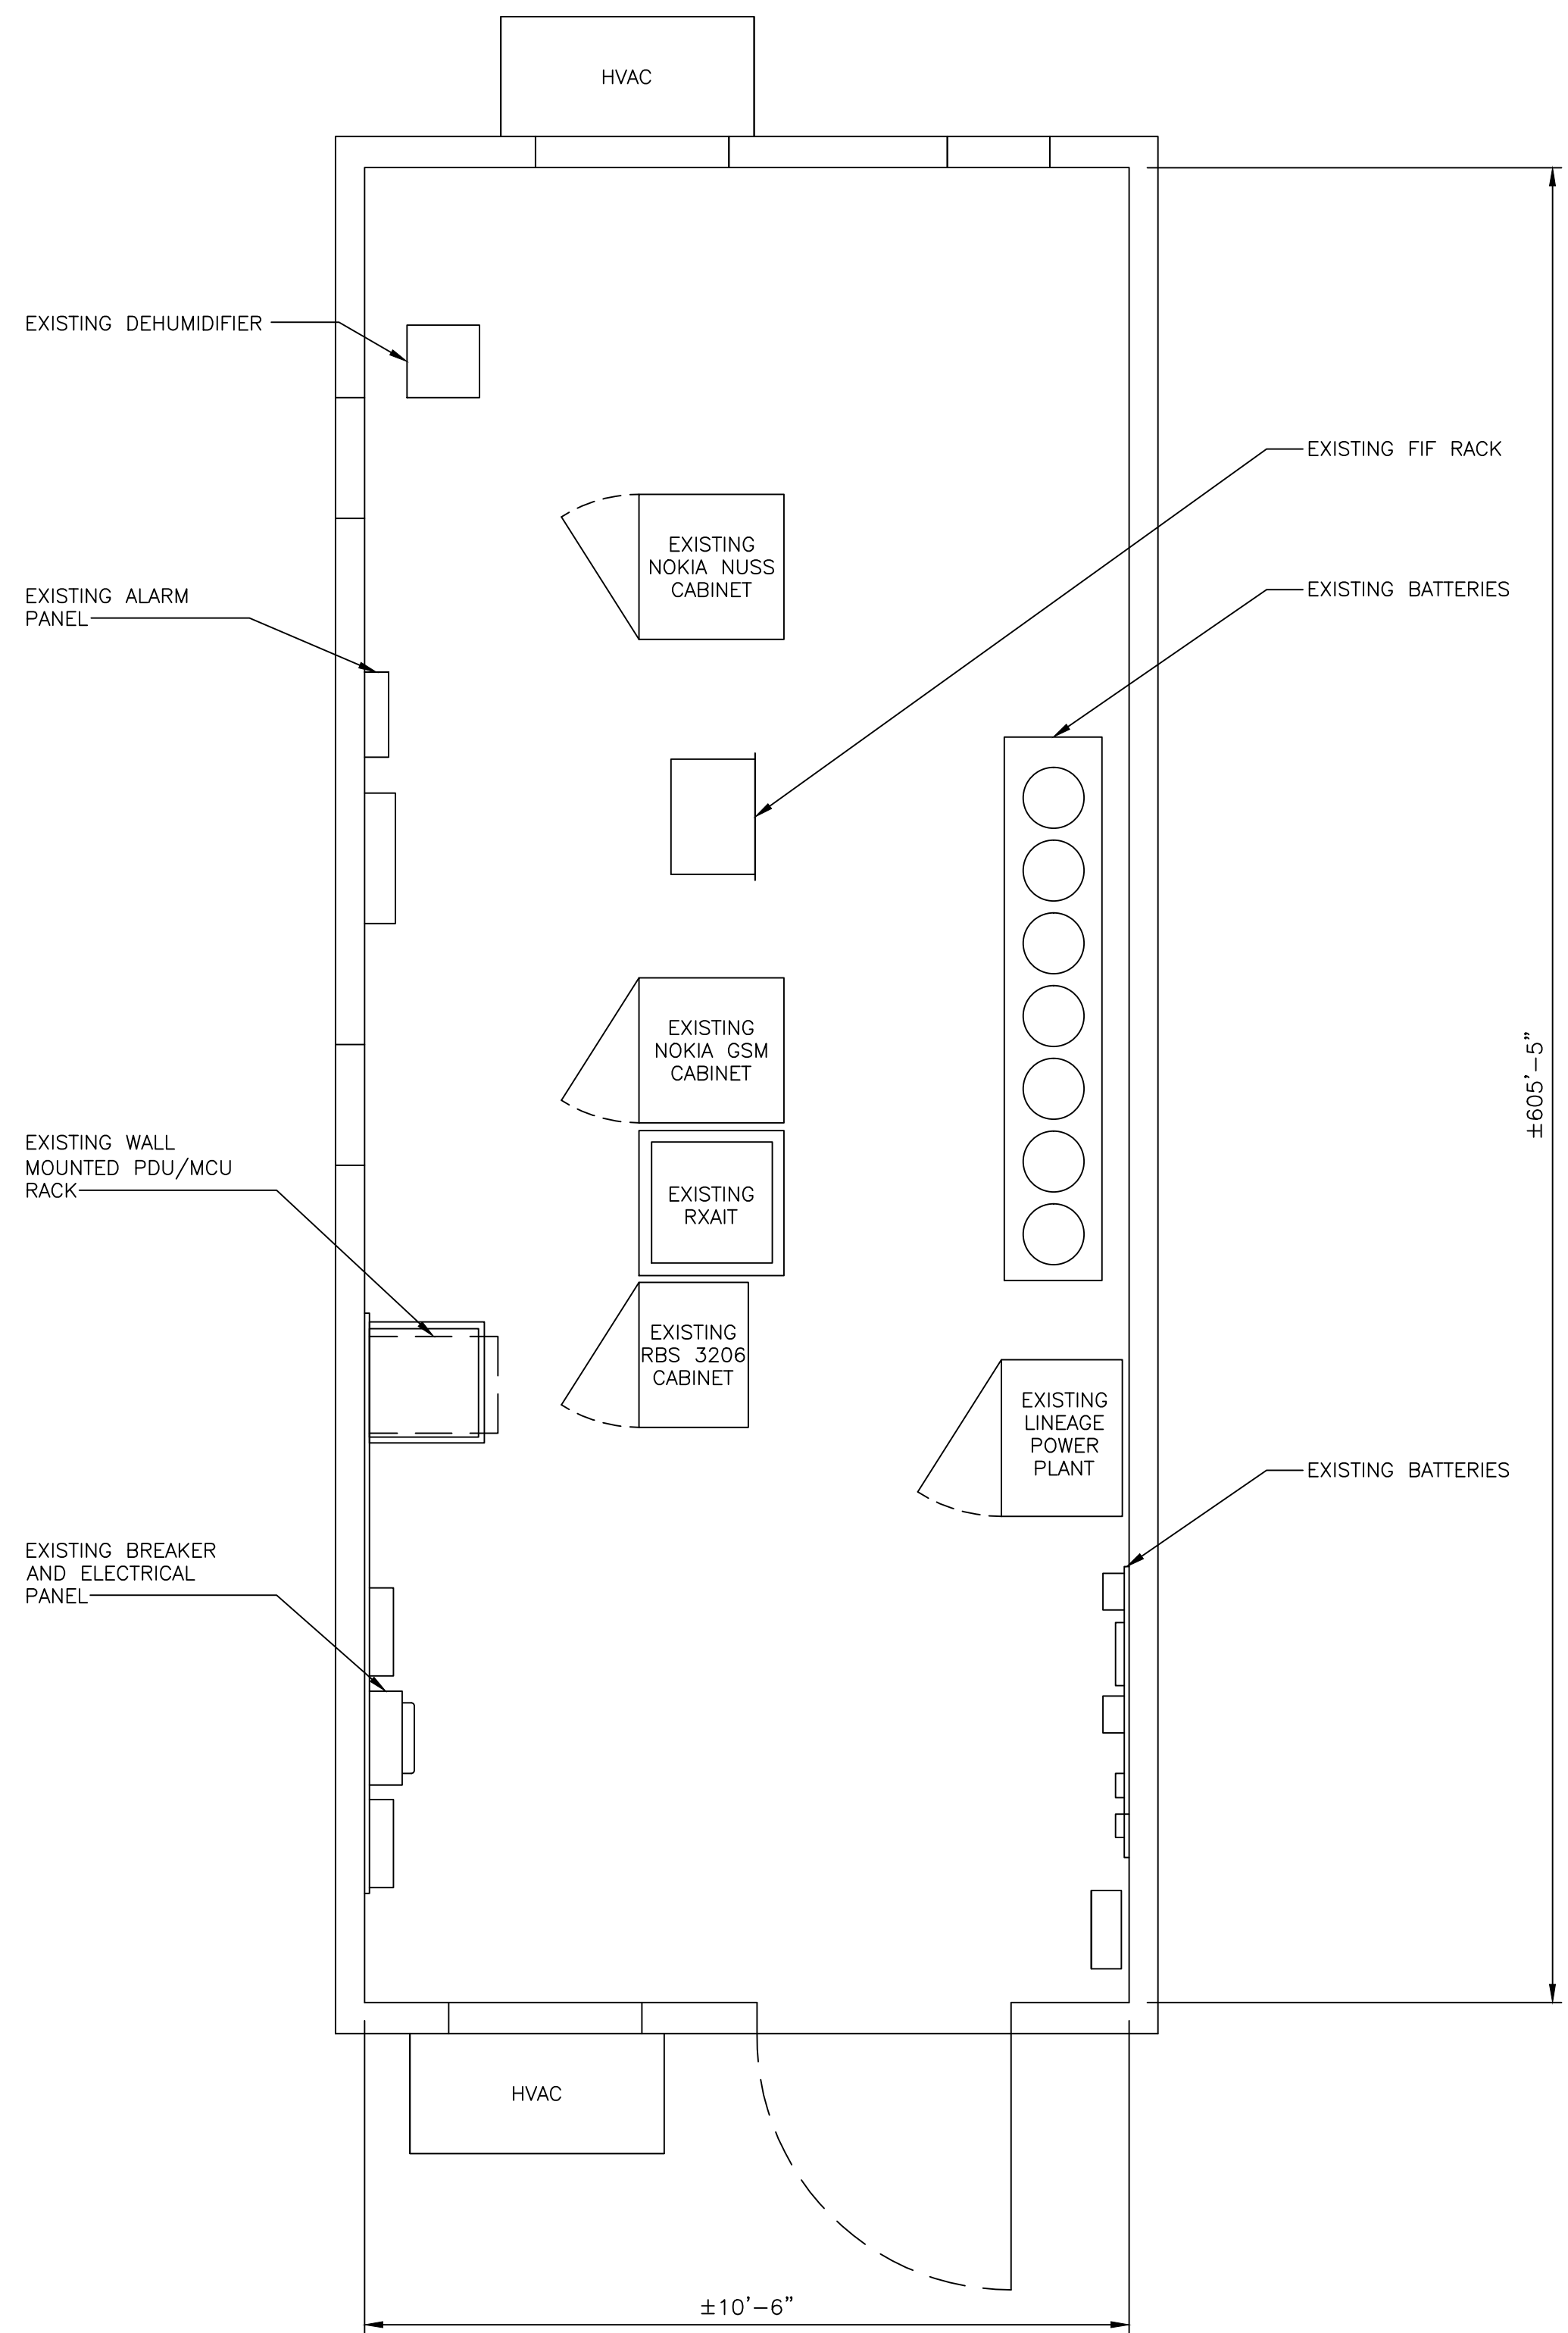 HVAC
EXISTING DEHUMIDIFIER
EXISTING FIF RACK
EXISTING
NOKIA NUSS
CABINET
EXISTING ALARM
PANEL
EXISTING BATTERIES
EXISTING
NOKIA GSM
CABINET
±605'-5"
EXISTING WALL
MOUNTED PDU/MCU
RACK
EXISTING
RXAIT
EXISTING
RBS 3206
CABINET
EXISTING
LINEAGE
POWER
PLANT
EXISTING BATTERIES
EXISTING BREAKER
AND ELECTRICAL
PANEL
HVAC
±10'-6"